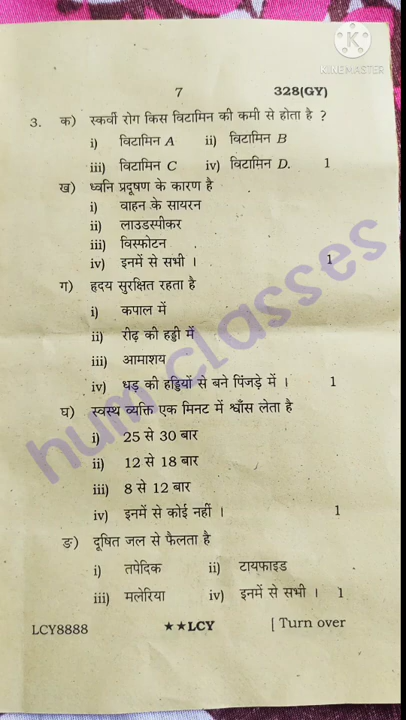 KINEMASTER
7 328(GY)
3. क) स्कर्वी रोग किस विटामिन की कमी से होता है ?
i) विटामिन A ii) विटामिन B
iii) विटामिन C iv) विटामिन D. 1
ख) ध्वनि प्रदूषण के कारण है
i) वाहन के सायरन
ii) लाउडस्पीकर
iii) विस्फोटन
iv) इनमें से सभी । 1
ग) हृदय सुरक्षित रहता है
i) कपाल में
ii) रीढ़ की हड्डी में
iii) आमाशय
iv) धड़ की हड्डियों से बने पिंजड़े में । 1
घ) स्वस्थ व्यक्ति एक मिनट में श्वाँस लेता है
i) 25 से 30 बार
ii) 12 से 18 बार
iii) 8 से 12 बार
iv) इनमें से कोई नहीं । 1
ङ) दूषित जल से फैलता है
i) तपेदिक ii) टायफाइड
iii) मलेरिया iv) इनमें से सभी । 1
LCY8888 ★★LCY [ Turn over
hum classes